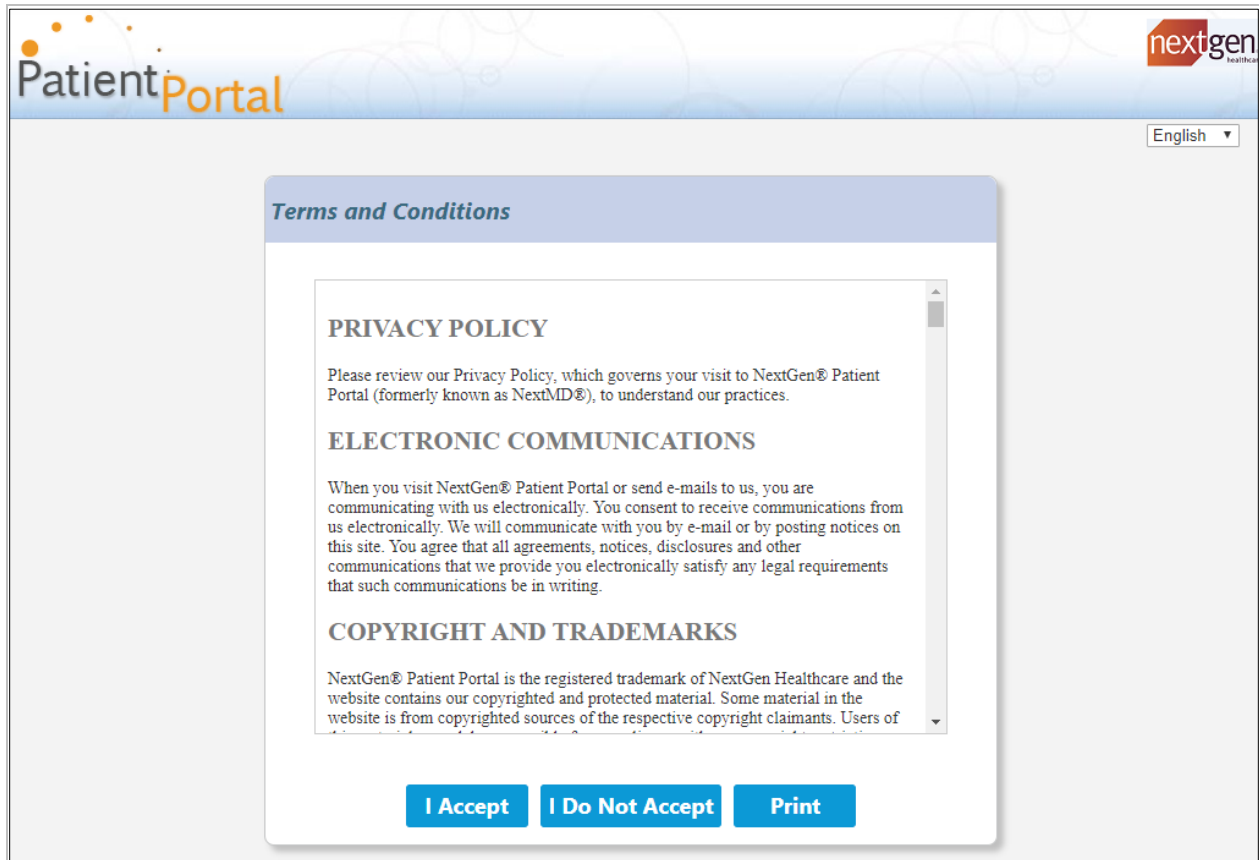 PatientPortal
nextgen
healthcare
English
Terms and Conditions
PRIVACY POLICY
Please review our Privacy Policy, which governs your visit to NextGen® Patient
Portal (formerly known as NextMD®), to understand our practices.
ELECTRONIC COMMUNICATIONS
When you visit NextGen® Patient Portal or send e-mails to us, you are
communicating with us electronically. You consent to receive communications from
us electronically. We will communicate with you by e-mail or by posting notices on
this site. You agree that all agreements, notices, disclosures and other
communications that we provide you electronically satisfy any legal requirements
that such communications be in writing.
COPYRIGHT AND TRADEMARKS
NextGen® Patient Portal is the registered trademark of NextGen Healthcare and the
website contains our copyrighted and protected material. Some material in the
website is from copyrighted sources of the respective copyright claimants. Users of
I Accept
I Do Not Accept
Print